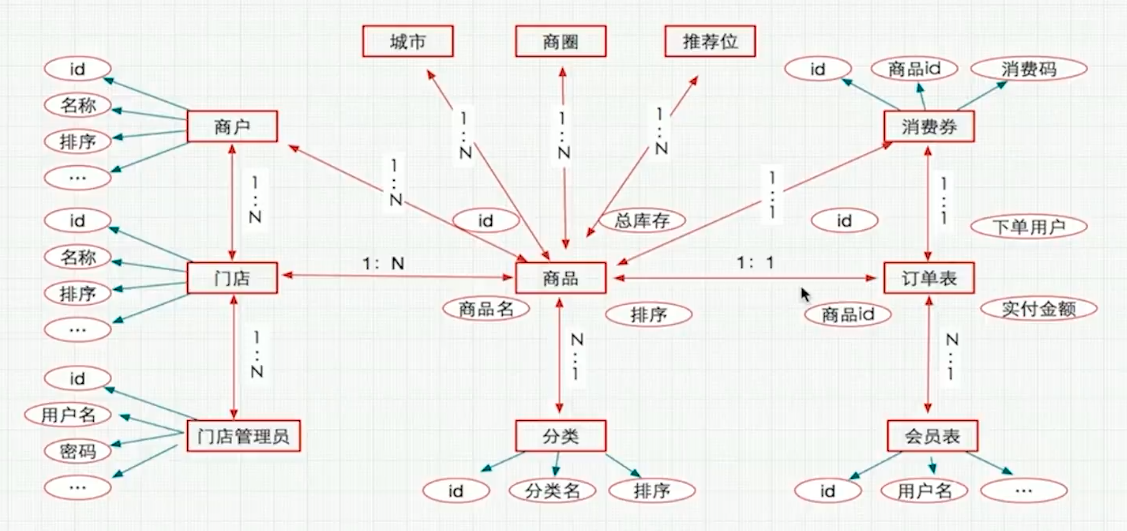 城市
商圈
推荐位
id
名称
排序
...
商户
id
商品id
消费码
消费券
1:N
1:N
1:N
1:N
1:N
1:1
1:1
id
名称
排序
...
门店
1: N
id
总库存
商品
商品名
排序
1: 1
id
下单用户
订单表
商品id
实付金额
1:N
N:1
N:1
id
用户名
密码
...
门店管理员
分类
id
分类名
排序
会员表
id
用户名
...